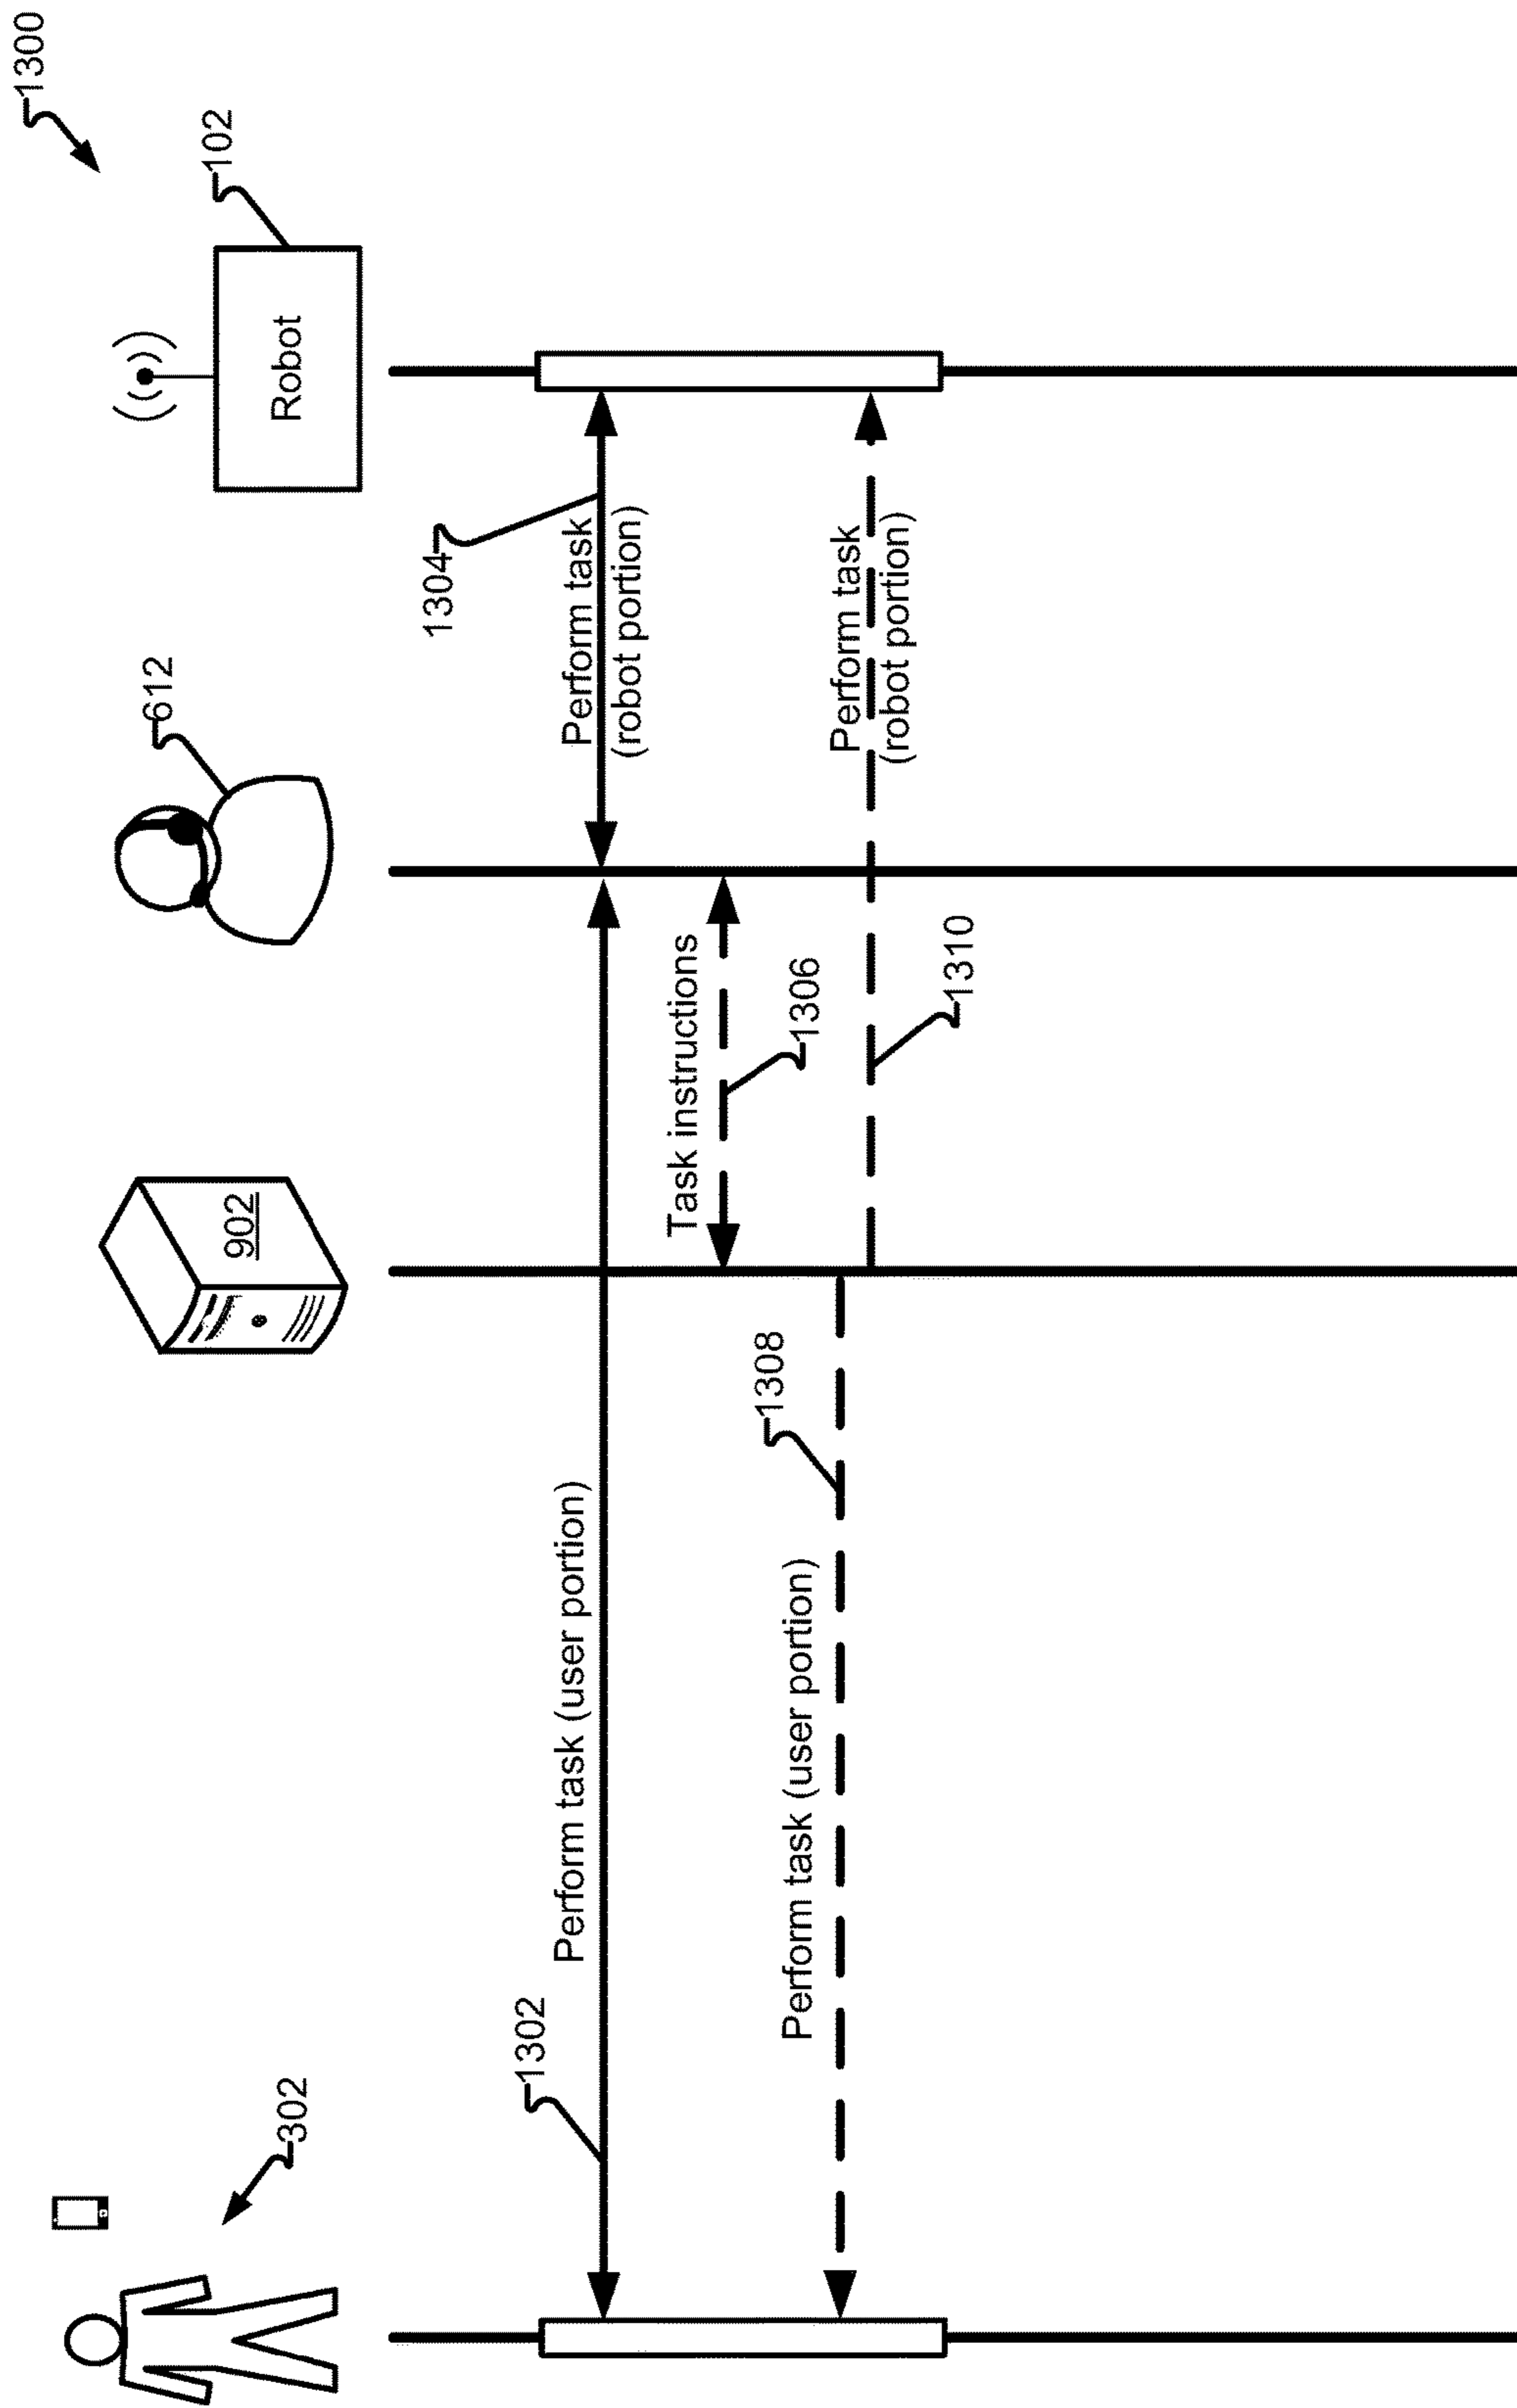 1300
302
902
612
102
Robot
1302
Perform task (user portion)
1304
Perform task
(robot portion)
Task instructions
1306
1308
Perform task (user portion)
Perform task
(robot portion)
1310